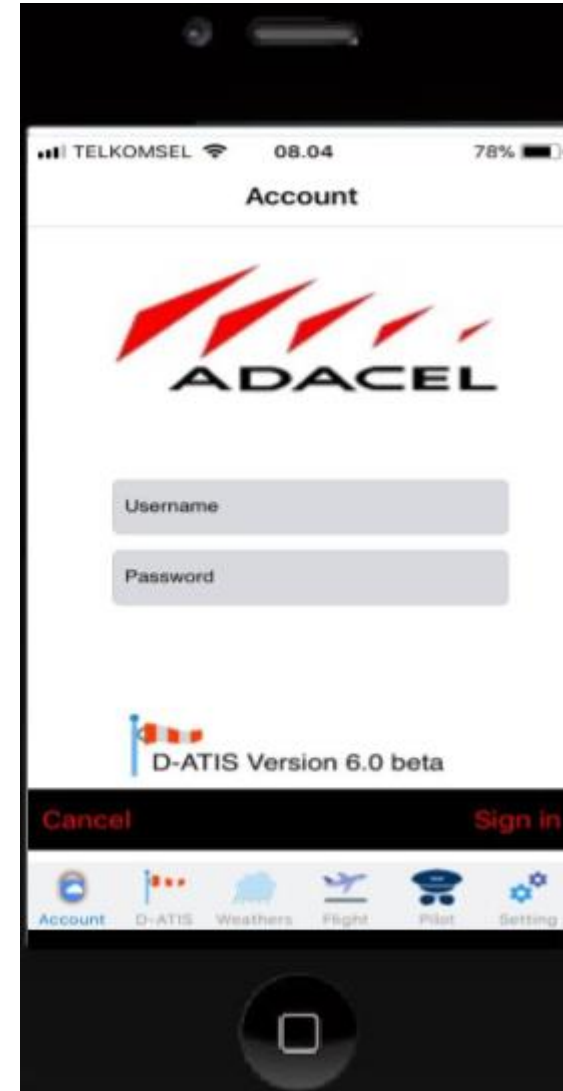 TELKOMSEL 08.04 78%
Account
ADACEL
Username
Password
D-ATIS Version 6.0 beta
Cancel Sign in
Account D-ATIS Weathers Flight Pilot Setting